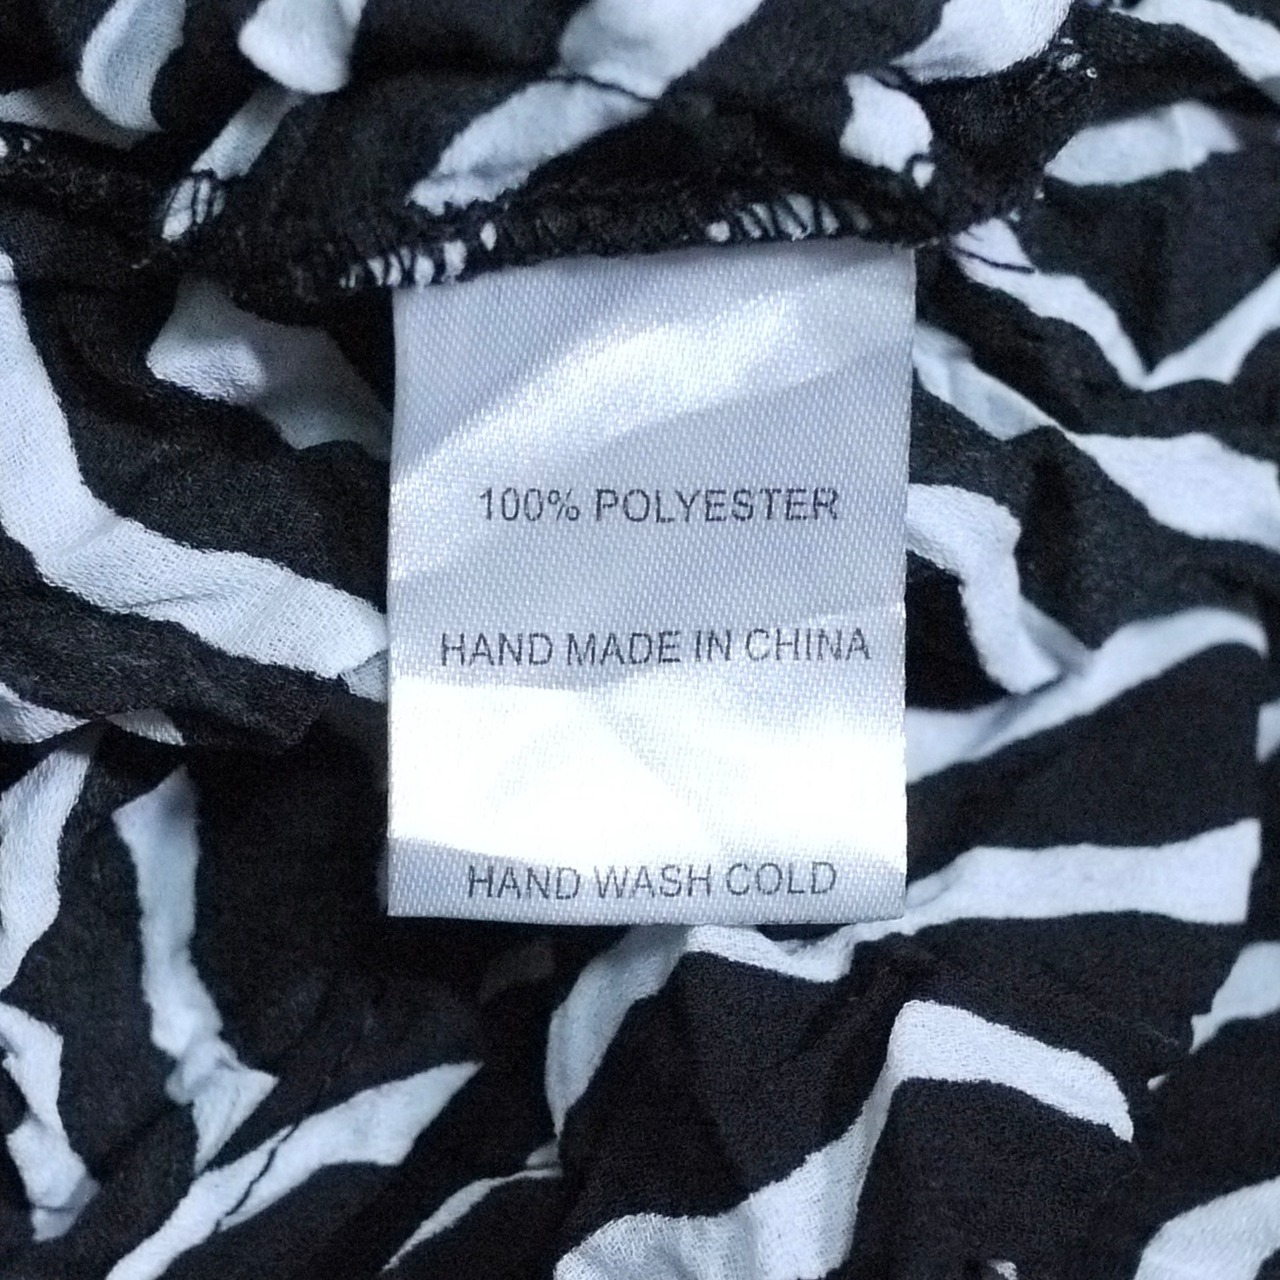 100% POLYESTER
HAND MADE IN CHINA
HAND WASH COLD